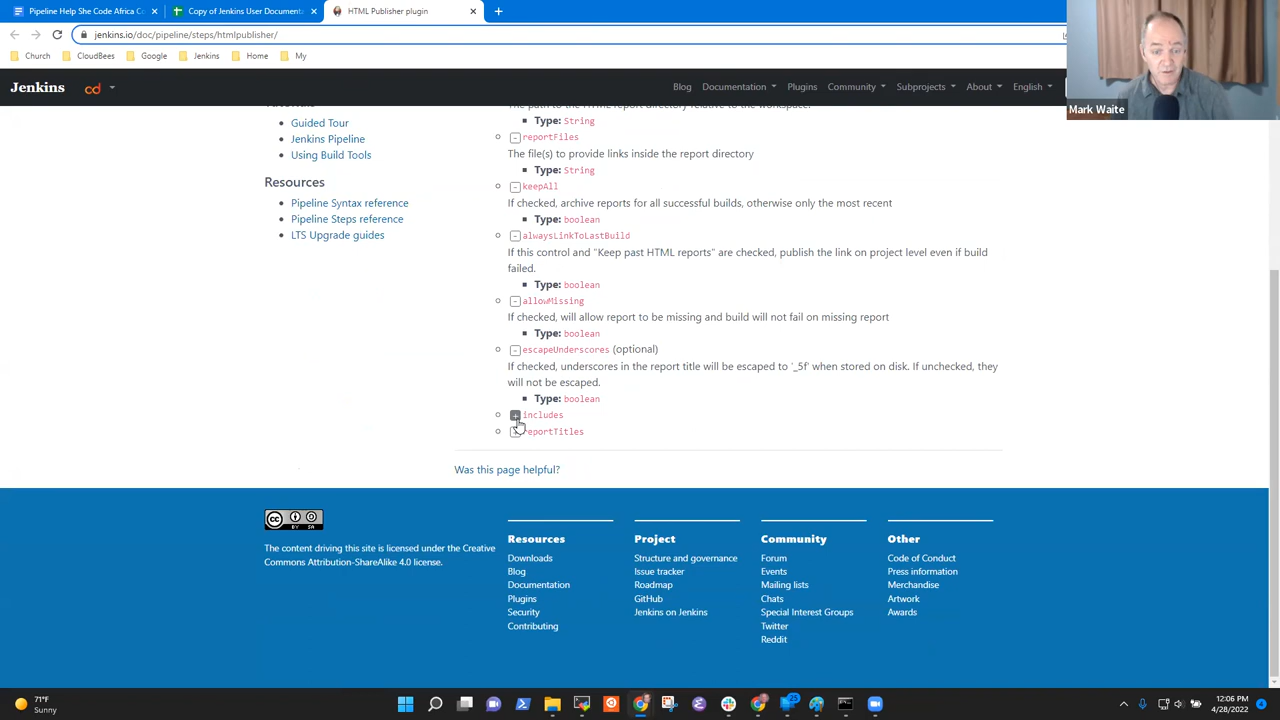 Pipeline Help She Code Africa Co
Copy of Jenkins User Documenta
HTML Publisher plugin
jenkins.io/doc/pipeline/steps/htmlpublisher/
Church
CloudBees
Google
Jenkins
Home
My
Mark Waite
Jenkins
cd
Blog
Documentation
Plugins
Community
Subprojects
About
English
Guided Tour
Jenkins Pipeline
Using Build Tools
Resources
Pipeline Syntax reference
Pipeline Steps reference
LTS Upgrade guides
The path to the HTML report directory relative to the workspace.
Type: String
reportFiles
The file(s) to provide links inside the report directory
Type: String
keepAll
If checked, archive reports for all successful builds, otherwise only the most recent
Type: boolean
alwaysLinkToLastBuild
If this control and "Keep past HTML reports" are checked, publish the link on project level even if build
failed.
Type: boolean
allowMissing
If checked, will allow report to be missing and build will not fail on missing report
Type: boolean
escapeUnderscores (optional)
If checked, underscores in the report title will be escaped to '_5f' when stored on disk. If unchecked, they
will not be escaped.
Type: boolean
includes
reportTitles
Was this page helpful?
The content driving this site is licensed under the Creative
Commons Attribution-ShareAlike 4.0 license.
Resources
Downloads
Blog
Documentation
Plugins
Security
Contributing
Project
Structure and governance
Issue tracker
Roadmap
GitHub
Jenkins on Jenkins
Community
Forum
Events
Mailing lists
Chats
Special Interest Groups
Twitter
Reddit
Other
Code of Conduct
Press information
Merchandise
Artwork
Awards
71°F
Sunny
12:06 PM
4/28/2022